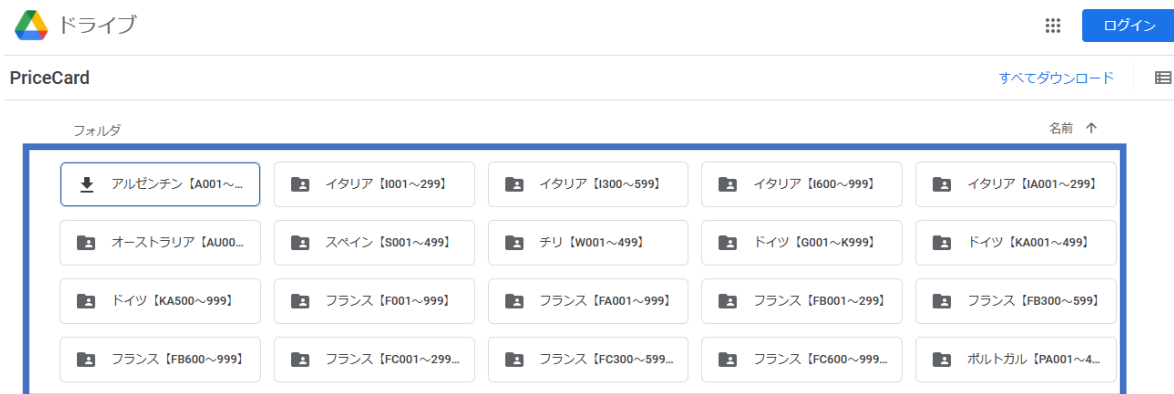 ドライブ
ログイン
PriceCard
すべてダウンロード
フォルダ
名前
アルゼンチン【A001～...
イタリア【I001～299】
イタリア【I300～599】
イタリア【I600～999】
イタリア【IA001～299】
オーストラリア【AU00...
スペイン【S001～499】
チリ【W001～499】
ドイツ【G001～K999】
ドイツ【KA001～499】
ドイツ【KA500～999】
フランス【F001～999】
フランス【FA001～999】
フランス【FB001～299】
フランス【FB300～599】
フランス【FB600～999】
フランス【FC001～299...
フランス【FC300～599...
フランス【FC600～999...
ポルトガル【PA001～4...